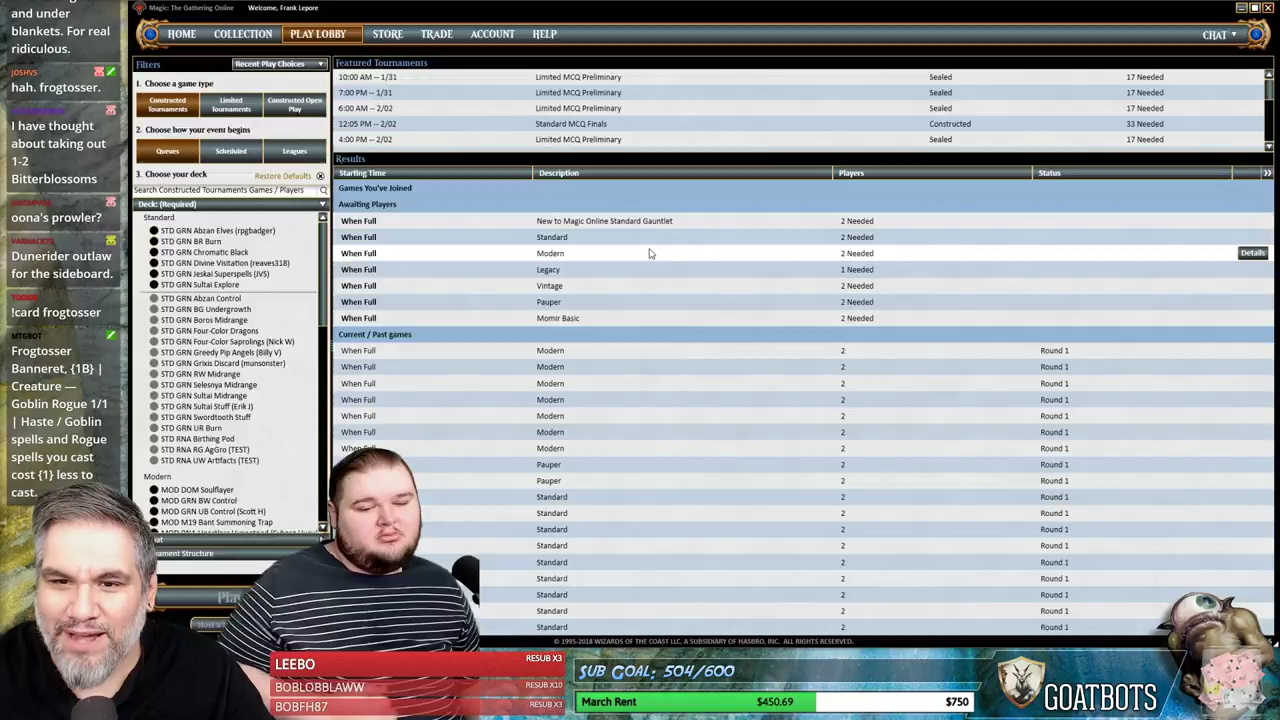 and under
blankets. For real
ridiculous.
JOSHVS
hah. frogtosser.
I have thought
about taking out
1-2
Bitterblossoms
oona's prowler?
Dunerider outlaw
for the sideboard.
!card frogtosser
MTGBOT
Frogtosser
Banneret, {1B} |
Creature —
Goblin Rogue 1/1
| Haste / Goblin
spells and Rogue
spells you cast
cost {1} less to
cast.
Magic: The Gathering Online Welcome, Frank Lepore
HOME COLLECTION PLAY LOBBY STORE TRADE ACCOUNT HELP CHAT
Filters Recent Play Choices
1. Choose a game type
Constructed Tournaments Limited Tournaments Constructed Open Play
2. Choose how your event begins
Queues Scheduled Leagues
3. Choose your deck Restore Defaults
Search Constructed Tournaments Games / Players
Deck: (Required)
Standard
STD GRN Abzan Elves (rpgbadger)
STD GRN BR Burn
STD GRN Chromatic Black
STD GRN Divine Visitation (reaves318)
STD GRN Jeskai Superspells (JVS)
STD GRN Sultai Explore
STD GRN Abzan Control
STD GRN BG Undergrowth
STD GRN Boros Midrange
STD GRN Four-Color Dragons
STD GRN Four-Color Saprolings (Nick W)
STD GRN Greedy Pip Angels (Billy V)
STD GRN Grixis Discard (munsonster)
STD GRN RW Midrange
STD GRN Selesnya Midrange
STD GRN Sultai Midrange
STD GRN Sultai Stuff (Erik J)
STD GRN Swordtooth Stuff
STD GRN UR Burn
STD RNA Birthing Pod
STD RNA RG AgGro (TEST)
STD RNA UW Artifacts (TEST)
Modern
MOD DOM Soulflayer
MOD GRN BW Control
MOD GRN UB Control (Scott H)
MOD M19 Bant Summoning Trap
Featured Tournaments
10:00 AM -- 1/31 Limited MCQ Preliminary Sealed 17 Needed
7:00 PM -- 1/31 Limited MCQ Preliminary Sealed 17 Needed
6:00 AM -- 2/02 Limited MCQ Preliminary Sealed 17 Needed
12:05 PM -- 2/02 Standard MCQ Finals Constructed 33 Needed
4:00 PM -- 2/02 Limited MCQ Preliminary Sealed 17 Needed
Results
Starting Time Description Players Status
Games You've Joined
Awaiting Players
When Full New to Magic Online Standard Gauntlet 2 Needed
When Full Standard 2 Needed
When Full Modern 2 Needed Details
When Full Legacy 1 Needed
When Full Vintage 2 Needed
When Full Pauper 2 Needed
When Full Momir Basic 2 Needed
Current / Past games
When Full Modern 2 Round 1
When Full Modern 2 Round 1
When Full Modern 2 Round 1
When Full Modern 2 Round 1
When Full Modern 2 Round 1
When Full Modern 2 Round 1
When Full Modern 2 Round 1
Pauper 2 Round 1
Pauper 2 Round 1
Standard 2 Round 1
Standard 2 Round 1
Standard 2 Round 1
Standard 2 Round 1
Standard 2 Round 1
Standard 2 Round 1
Standard 2 Round 1
Standard 2 Round 1
Standard 2 Round 1
© 1995-2018 WIZARDS OF THE COAST LLC, A SUBSIDIARY OF HASBRO, INC. ALL RIGHTS RESERVED.
LEEBO RESUB X3
BOBLOBBLAWW RESUB X10
BOBFH87 RESUB X3
SUB GOAL: 504/600
March Rent $450.69 $750
GOATBOTS